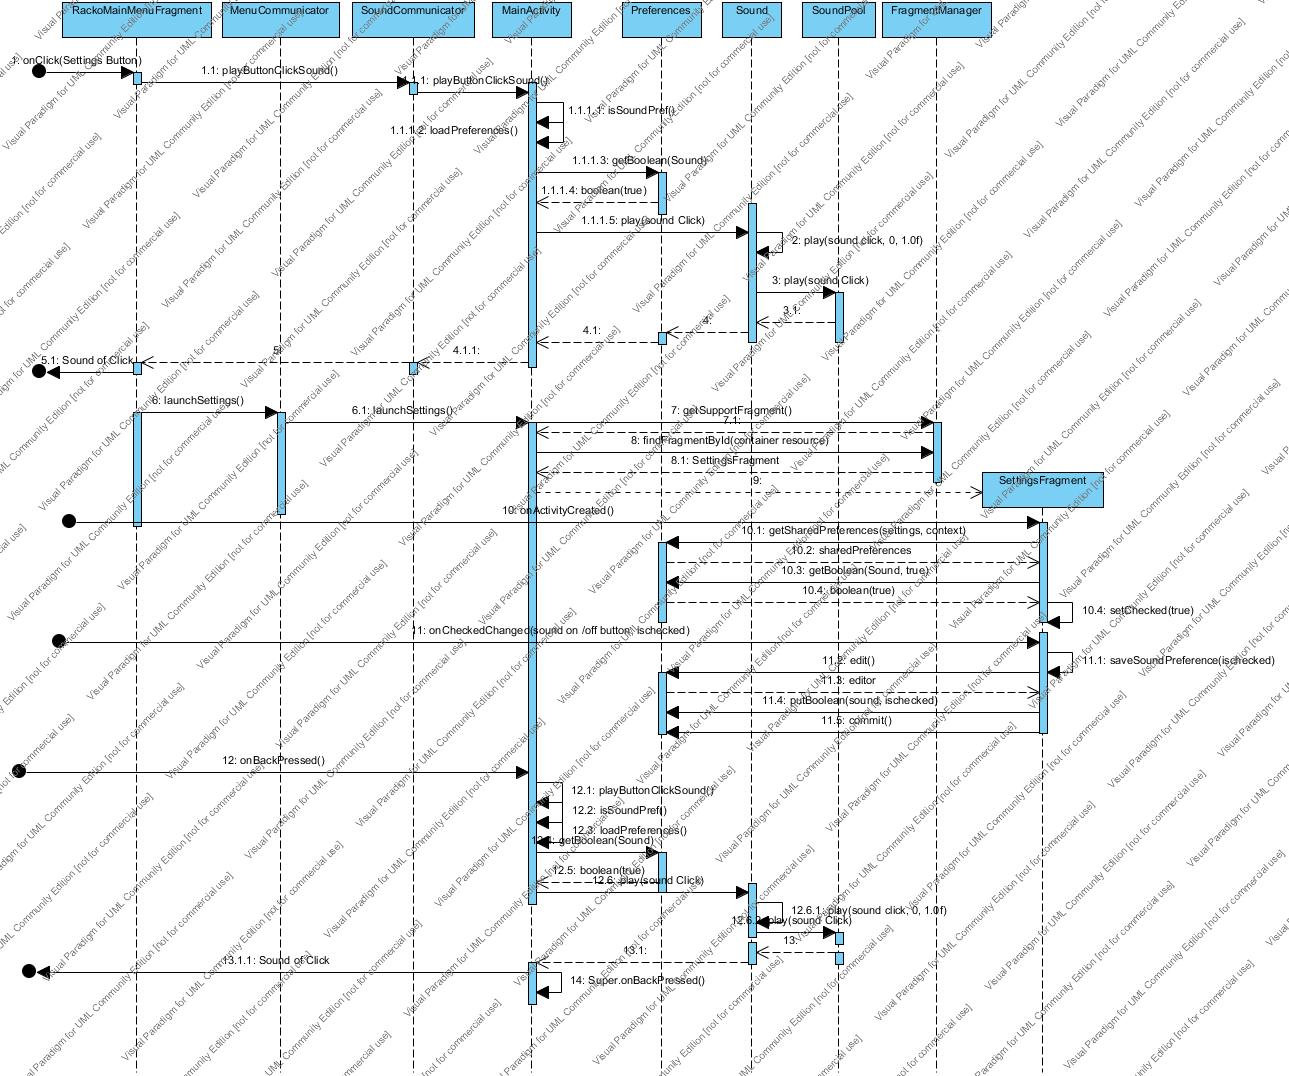 RackoMainMenuFragment
MenuCommunicator
SoundCommunicator
MainActivity
Preferences
Sound
SoundPool
FragmentManager
onClick(Settings Button)
1.1: playButtonClickSound()
1.1: playButtonClickSound()
1.1.1.1: isSoundPref()
1.1.1.2: loadPreferences()
1.1.1.3: getBoolean(Sound)
1.1.1.4: boolean(true)
1.1.1.5: play(sound Click)
2: play(sound click, 0, 1.0f)
3: play(sound Click)
3.1:
4:
4.1:
4.1.1:
5:
5.1: Sound of Click
6: launchSettings()
6.1: launchSettings()
7: getSupportFragment()
7.1:
8: findFragmentById(container resource)
8.1: SettingsFragment
SettingsFragment
9:
10: onActivityCreated()
10.1: getSharedPreferences(settings, context)
10.2: sharedPreferences
10.3: getBoolean(Sound, true)
10.4: boolean(true)
10.4: setChecked(true)
11: onCheckedChanged(sound on /off button, ischecked)
11.1: saveSoundPreference(ischecked)
11.2: edit()
11.3: editor
11.4: putBoolean(sound, ischecked)
11.5: commit()
12: onBackPressed()
12.1: playButtonClickSound()
12.2: isSoundPref()
12.3: loadPreferences()
12.4: getBoolean(Sound)
12.5: boolean(true)
12.6: play(sound Click)
12.6.1: play(sound click, 0, 1.0f)
12.6.2: play(sound Click)
13:
13.1:
13.1.1: Sound of Click
14: Super.onBackPressed()
Visual Paradigm for UML Community Edition [not for commercial use]